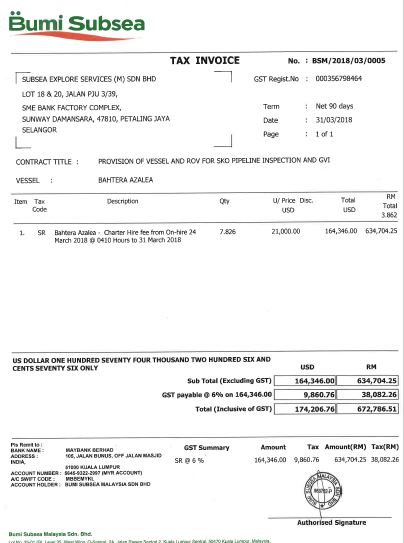 Bumi Subsea
TAX INVOICE
No. : BSM/2018/03/0005
SUBSEA EXPLORE SERVICES (M) SDN BHD
LOT 18 & 20, JALAN PJU 3/39,
SME BANK FACTORY COMPLEX,
SUNWAY DAMANSARA, 47810, PETALING JAYA
SELANGOR
GST Regist.No : 000356798464
Term : Net 90 days
Date : 31/03/2018
Page : 1 of 1
CONTRACT TITLE : PROVISION OF VESSEL AND ROV FOR SKO PIPELINE INSPECTION AND GVI
VESSEL : BAHTERA AZALEA
Item Tax Code Description Qty U/ Price USD Disc. Total USD RM Total 3.862
1. SR Bahtera Azalea - Charter Hire fee from On-hire 24 7.826 21,000.00 164,346.00 634,704.25
March 2018 @ 0410 Hours to 31 March 2018
US DOLLAR ONE HUNDRED SEVENTY FOUR THOUSAND TWO HUNDRED SIX AND
CENTS SEVENTY SIX ONLY
USD RM
Sub Total (Excluding GST) 164,346.00 634,704.25
GST payable @ 6% on 164,346.00 9,860.76 38,082.26
Total (Inclusive of GST) 174,206.76 672,786.51
Pls Remit to :
BANK NAME : MAYBANK BERHAD
ADDRESS : 105, JALAN BUNUS, OFF JALAN MASJID
INDIA,
51000 KUALA LUMPUR
ACCOUNT NUMBER : 5645-9322-2997 (MYR ACCOUNT)
A/C SWIFT CODE : MBBEMYKL
ACCOUNT HOLDER : BUMI SUBSEA MALAYSIA SDN BHD
GST Summary Amount Tax Amount(RM) Tax(RM)
SR @ 6 % 164,346.00 9,860.76 634,704.25 38,082.26
Authorised Signature
Bumi Subsea Malaysia Sdn. Bhd.